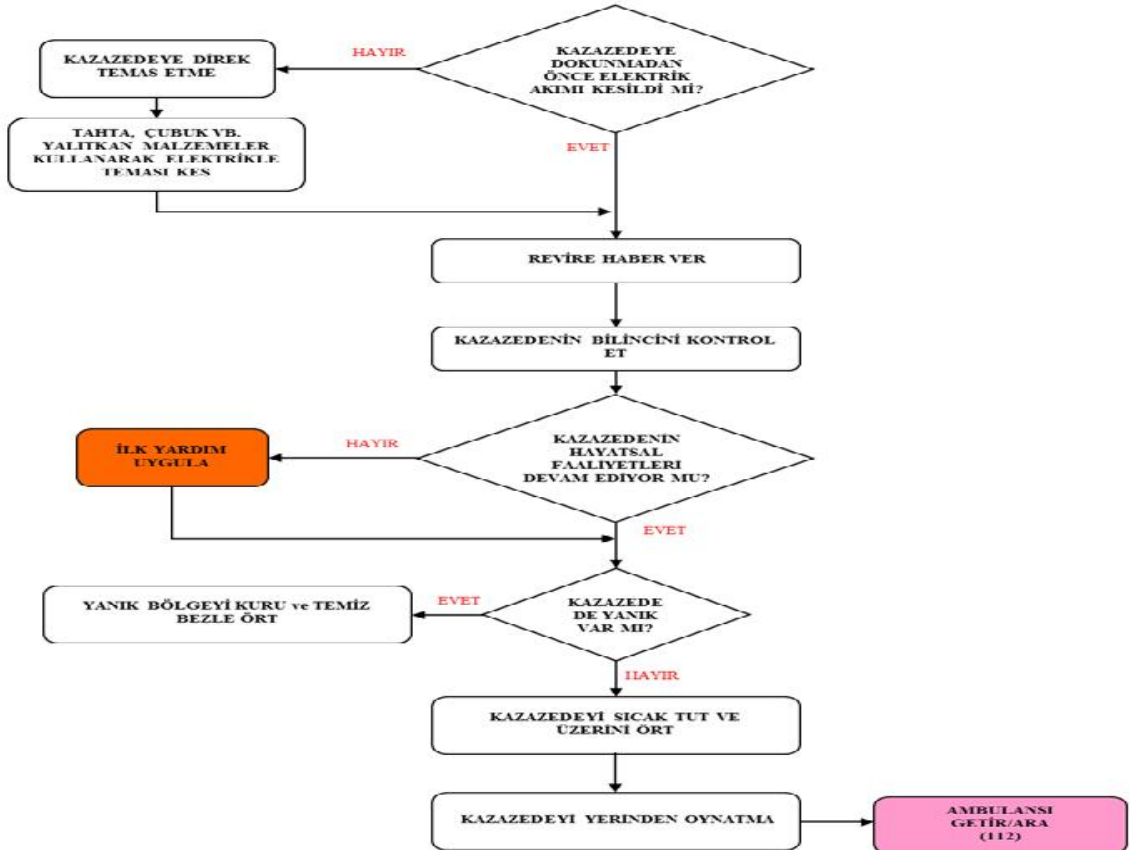 KAZAZEDEYE
DOKUNMADAN
ÖNCE ELEKTRİK
AKIMI KESİLDİ Mİ?
HAYIR
KAZAZEDEYE DİREK
TEMAS ETME
TAHTA, ÇUBUK VB.
YALITKAN MALZEMELER
KULLANARAK ELEKTRİKLE
TEMASI KES
EVET
REVİRE HABER VER
KAZAZEDENİN BİLİNCİNİ KONTROL
ET
KAZAZEDENİN
HAYATSAL
FAALİYETLERİ
DEVAM EDİYOR MU?
HAYIR
İLK YARDIM
UYGULA
EVET
KAZAZEDE
DE YANIK
VAR MI?
EVET
YANIK BÖLGEYİ KURU ve TEMİZ
BEZLE ÖRT
HAYIR
KAZAZEDEYİ SICAK TUT VE
ÜZERİNİ ÖRT
KAZAZEDEYİ YERİNDEN OYNATMA
AMBULANSI
GETİR/ARA
(112)